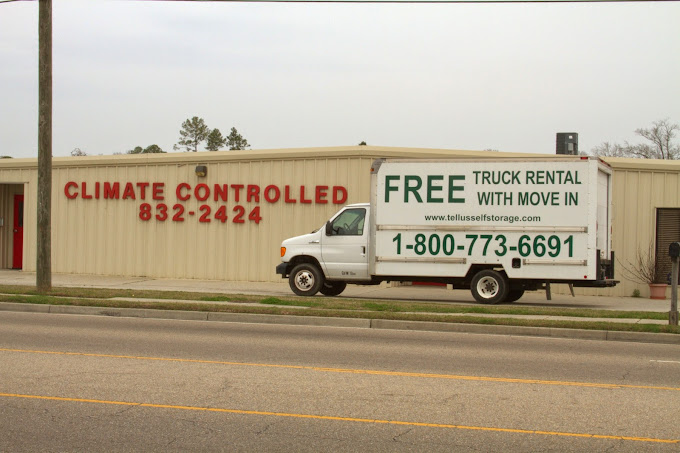 CLIMATE CONTROLLED
832-2424
FREE TRUCK RENTAL
WITH MOVE IN
www.tellusselfstorage.com
1-800-773-6691